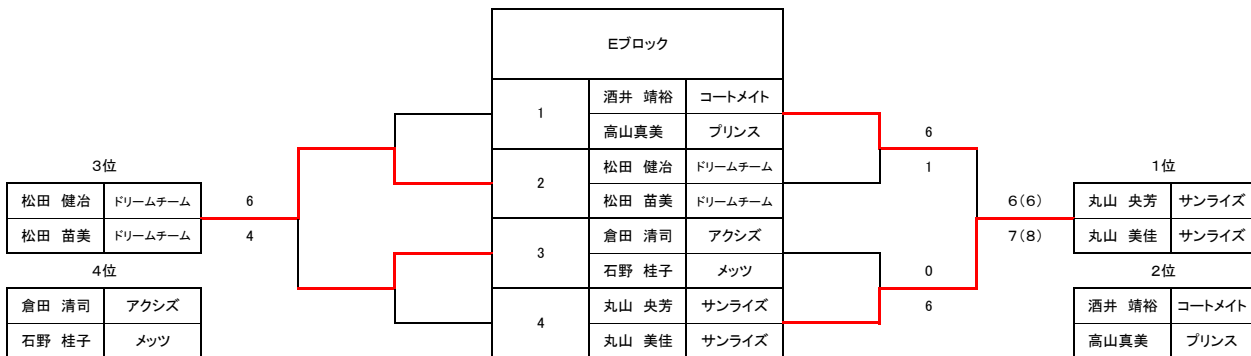 Eブロック
1 酒井 靖裕 コートメイト
高山真美 プリンス
2 松田 健冶 ドリームチーム
松田 苗美 ドリームチーム
3 倉田 清司 アクシズ
石野 桂子 メッツ
4 丸山 央芳 サンライズ
丸山 美佳 サンライズ
6
1
0
6
6(6)
7(8)
1位
丸山 央芳 サンライズ
丸山 美佳 サンライズ
2位
酒井 靖裕 コートメイト
高山真美 プリンス
3位
松田 健冶 ドリームチーム
松田 苗美 ドリームチーム
6
4
4位
倉田 清司 アクシズ
石野 桂子 メッツ